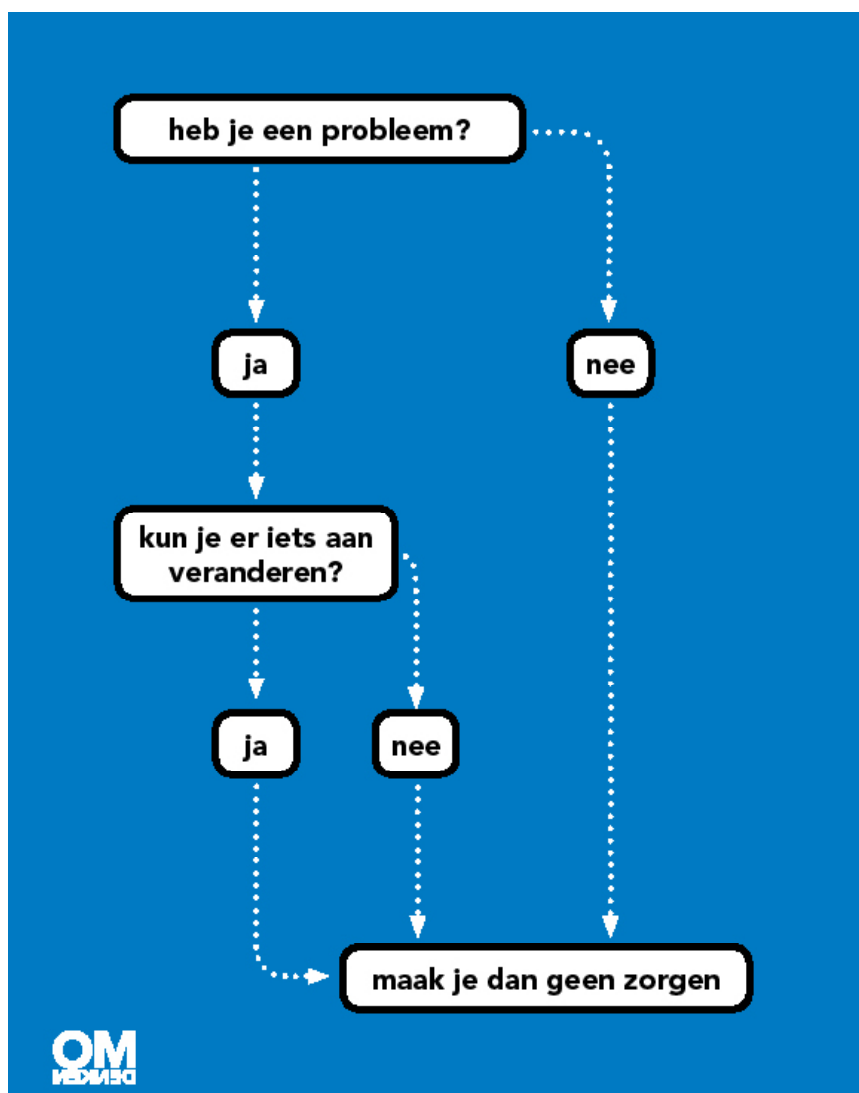 heb je een probleem?
ja
nee
kun je er iets aan
veranderen?
ja
nee
maak je dan geen zorgen
OM
DENKEN